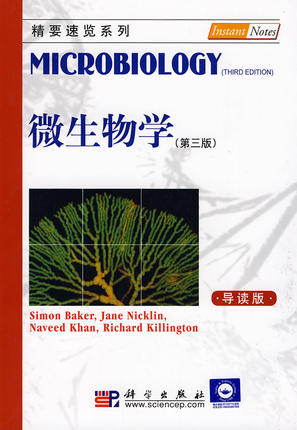 精要速览系列
Instant Notes
MICROBIOLOGY (THIRD EDITION)
微生物学(第三版)
·导读版·
Simon Baker, Jane Nicklin,
Naveed Khan, Richard Killington
科学出版社
www.sciencep.com